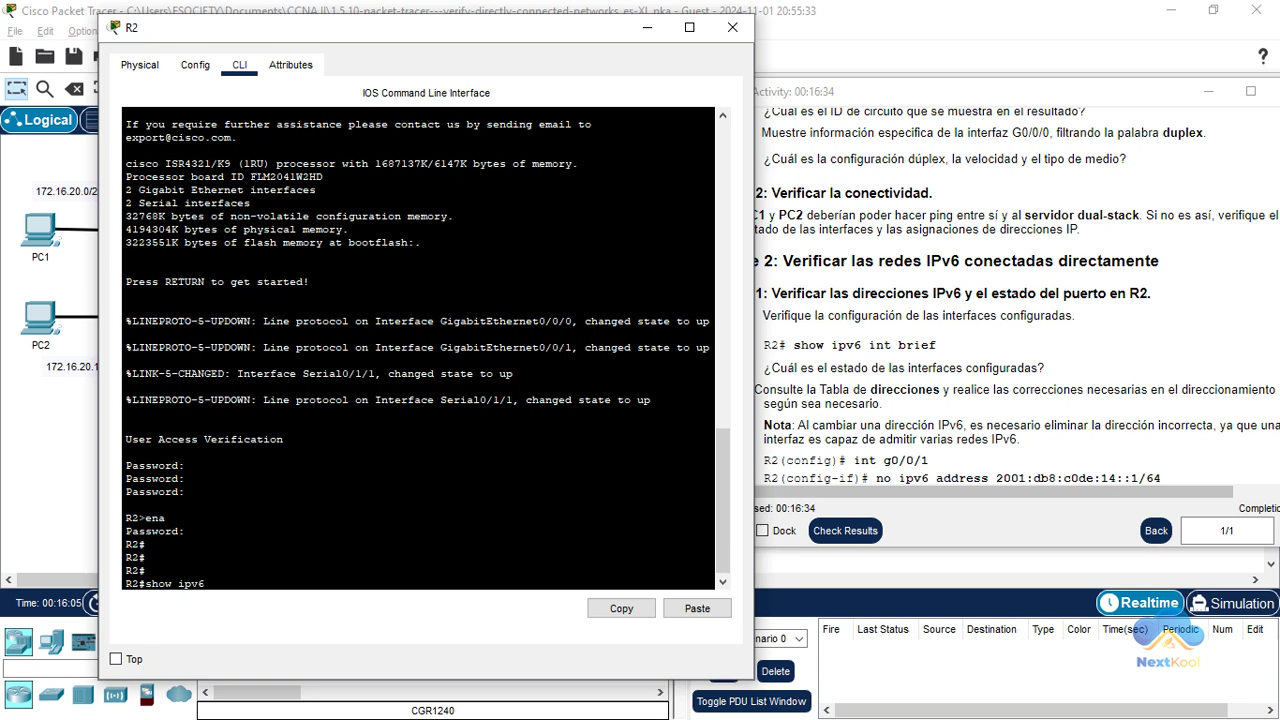 Cisco Packet Tracer - C:\Users\FSOCIETY\Documents\CCNA II\1.5.10-packet-tracer---verify-directly-connected-networks_es-XL.pka - Guest - 2024-11-01 20:55:33
File Edit Option
R2
Physical Config CLI Attributes
IOS Command Line Interface
Logical
172.16.20.0/2
PC1
PC2
172.16.20.1
If you require further assistance please contact us by sending email to
export@cisco.com.
cisco ISR4321/K9 (1RU) processor with 1687137K/6147K bytes of memory.
Processor board ID FLM2041W2HD
2 Gigabit Ethernet interfaces
2 Serial interfaces
32768K bytes of non-volatile configuration memory.
4194304K bytes of physical memory.
3223551K bytes of flash memory at bootflash:.
Press RETURN to get started!
%LINEPROTO-5-UPDOWN: Line protocol on Interface GigabitEthernet0/0/0, changed state to up
%LINEPROTO-5-UPDOWN: Line protocol on Interface GigabitEthernet0/0/1, changed state to up
%LINK-5-CHANGED: Interface Serial0/1/1, changed state to up
%LINEPROTO-5-UPDOWN: Line protocol on Interface Serial0/1/1, changed state to up
User Access Verification
Password:
Password:
Password:
R2>ena
Password:
R2#
R2#
R2#
R2#show ipv6
Copy Paste
Top
Activity: 00:16:34
¿Cuál es el ID de circuito que se muestra en el resultado?
Muestre información específica de la interfaz G0/0/0, filtrando la palabra duplex.
¿Cuál es la configuración dúplex, la velocidad y el tipo de medio?
2: Verificar la conectividad.
C1 y PC2 deberían poder hacer ping entre sí y al servidor dual-stack. Si no es así, verifique el
tado de las interfaces y las asignaciones de direcciones IP.
e 2: Verificar las redes IPv6 conectadas directamente
1: Verificar las direcciones IPv6 y el estado del puerto en R2.
Verifique la configuración de las interfaces configuradas.
R2# show ipv6 int brief
¿Cuál es el estado de las interfaces configuradas?
Consulte la Tabla de direcciones y realice las correcciones necesarias en el direccionamiento
según sea necesario.
Nota: Al cambiar una dirección IPv6, es necesario eliminar la dirección incorrecta, ya que una
interfaz es capaz de admitir varias redes IPv6.
R2(config)# int g0/0/1
R2(config-if)# no ipv6 address 2001:db8:c0de:14::1/64
sed: 00:16:34 Completio
Dock Check Results Back 1/1
Time: 00:16:05
Realtime Simulation
nario 0 Fire Last Status Source Destination Type Color Time(sec) Periodic Num Edit
Delete
Toggle PDU List Window
NextKool
CGR1240